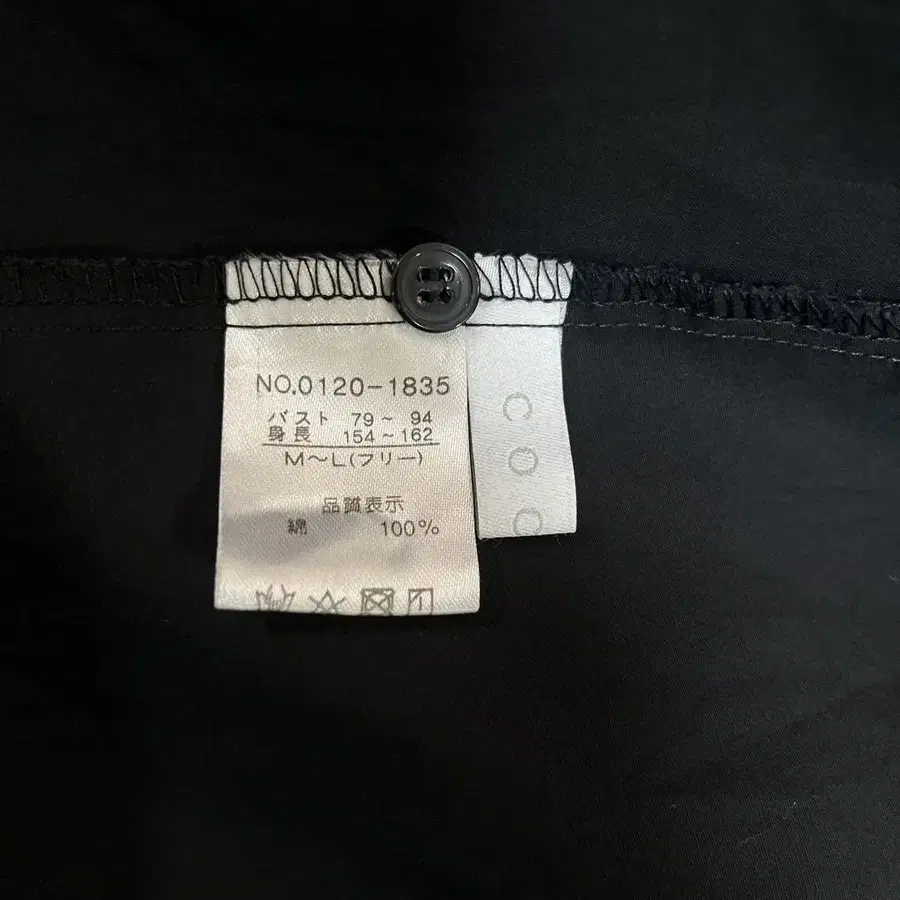 NO.0120-1835
バスト 79～ 94
身長 154～162
M～L(フリー)
品質表示
綿 100%
C O C